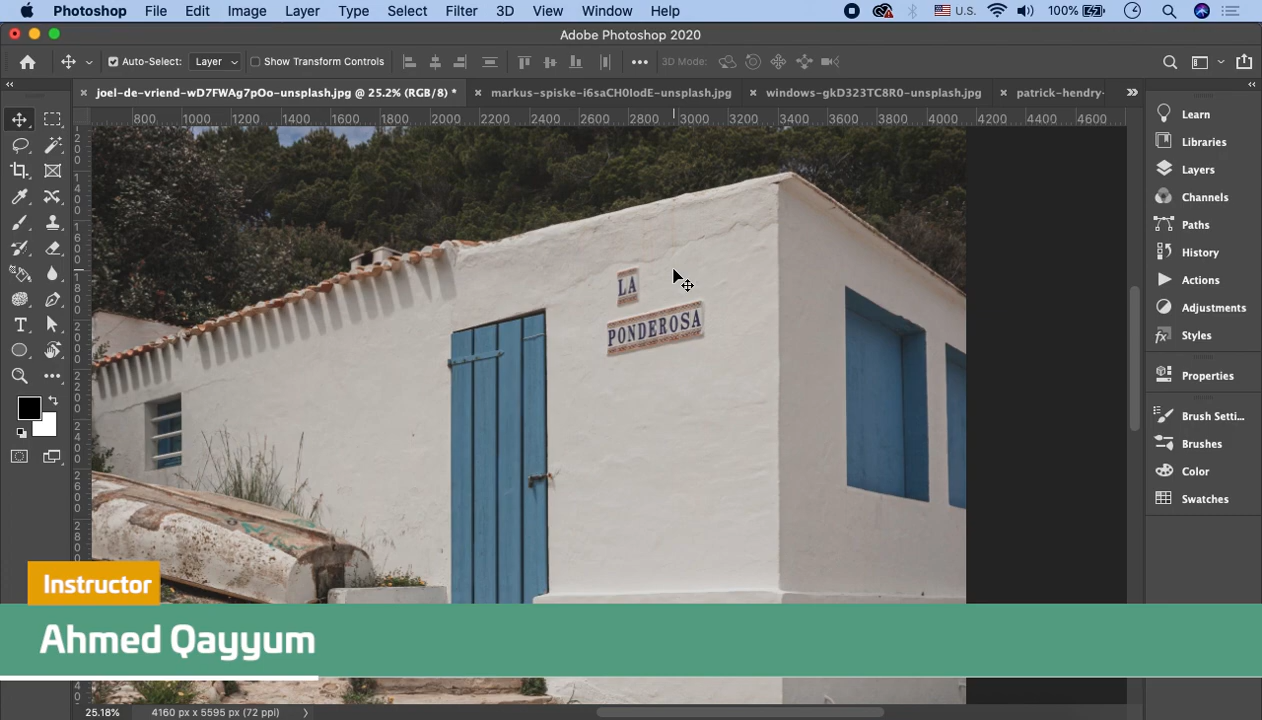 Photoshop File Edit Image Layer Type Select Filter 3D View Window Help U.S. 100%
Adobe Photoshop 2020
Auto-Select: Layer Show Transform Controls 3D Mode:
joel-de-vriend-wD7FWAg7pOo-unsplash.jpg @ 25.2% (RGB/8) * markus-spiske-i6saCH0IodE-unsplash.jpg windows-gkD323TC8R0-unsplash.jpg patrick-hendry-
800 1000 1200 1400 1600 1800 2000 2200 2400 2600 2800 3000 3200 3400 3600 3800 4000 4200 4400 4600
Learn
Libraries
Layers
Channels
Paths
History
Actions
Adjustments
Styles
Properties
Brush Setti...
Brushes
Color
Swatches
LA
PONDEROSA
Instructor
Ahmed Qayyum
25.18% 4160 px x 5595 px (72 ppi)